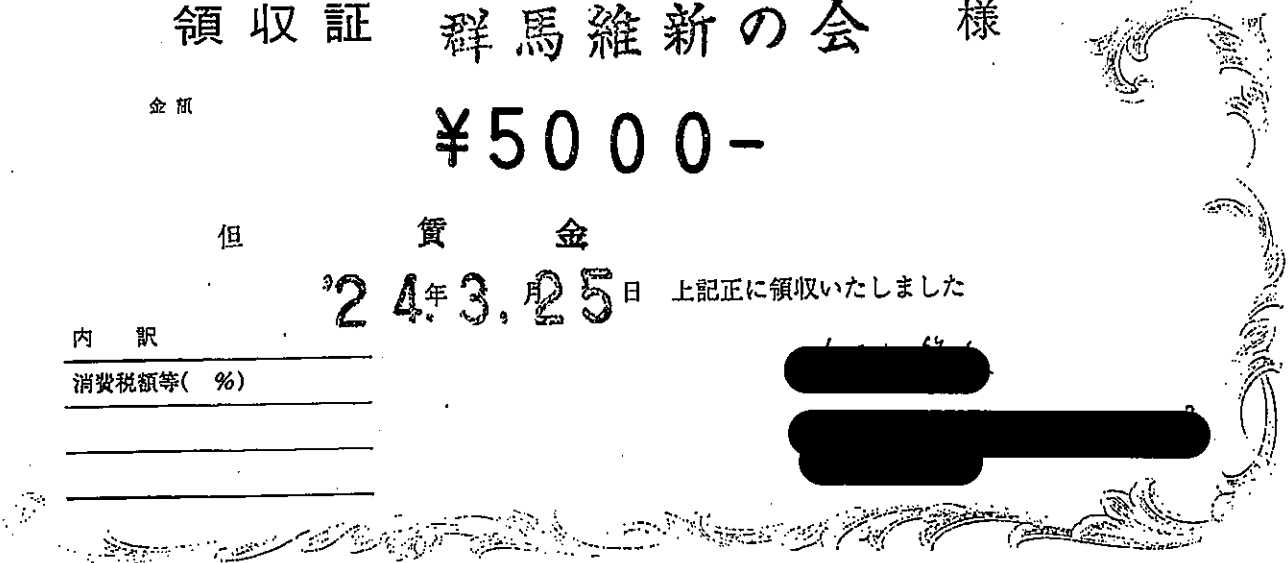 領収証 群馬維新の会 様
金額
¥5000-
但 賃金
'24年3.月25日 上記正に領収いたしました
内 訳
消費税額等( %)